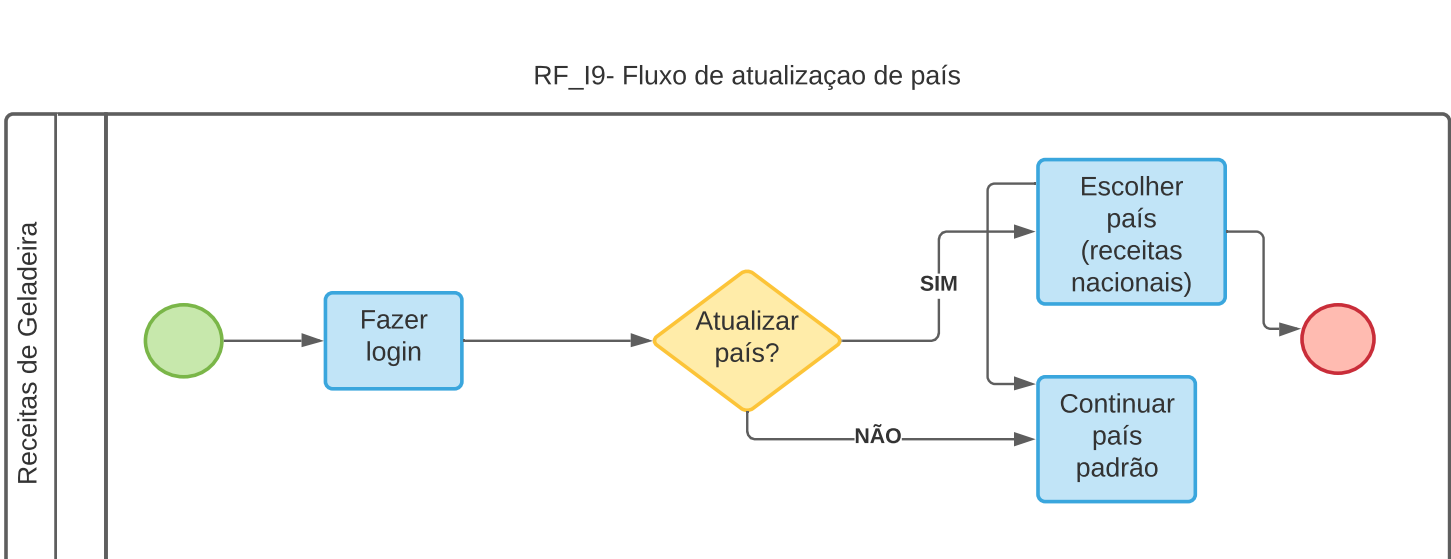 RF_I9- Fluxo de atualizaçao de país
Receitas de Geladeira
Fazer
login
Atualizar
país?
SIM
NÃO
Escolher
país
(receitas
nacionais)
Continuar
país
padrão